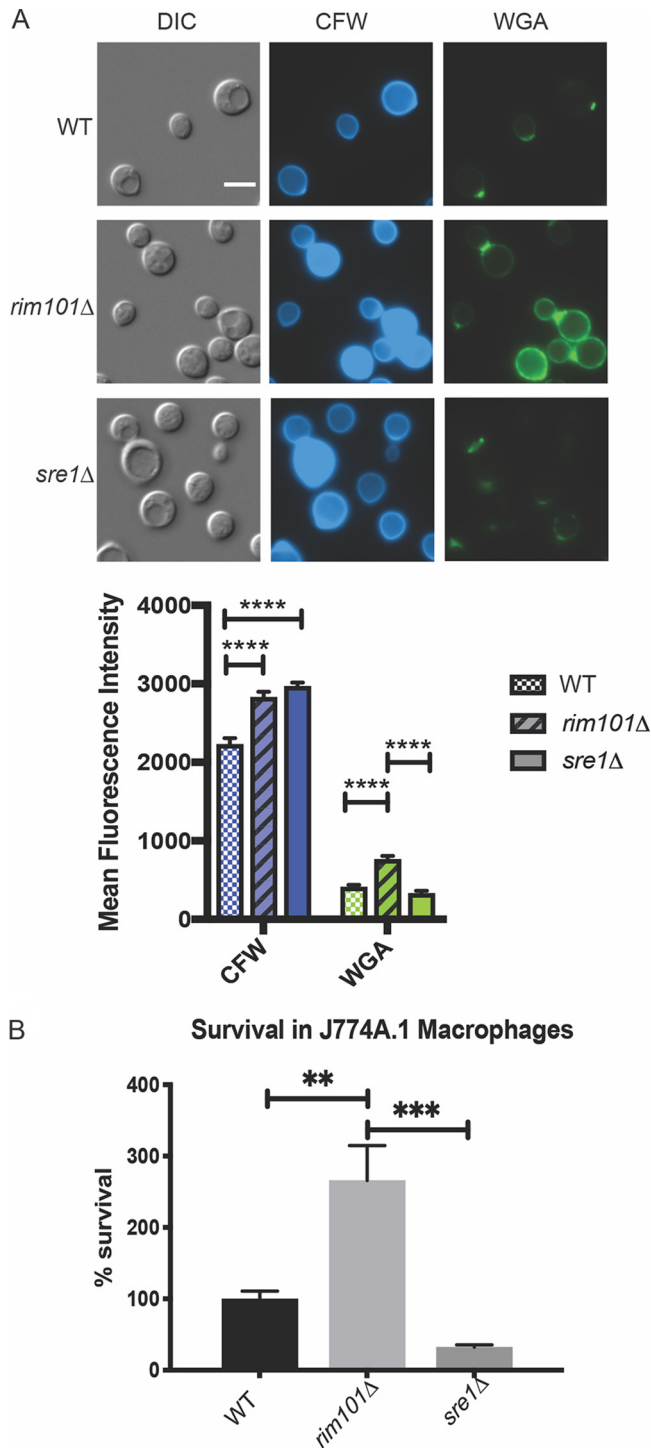 A
DIC CFW WGA
WT
rim101Δ
sre1Δ
Mean Fluorescence Intensity
4000
3000
2000
1000
0
****
****
****
****
CFW
WGA
WT
rim101Δ
sre1Δ
B
Survival in J774A.1 Macrophages
% survival
400
300
200
100
0
**
***
WT
rim101Δ
sre1Δ